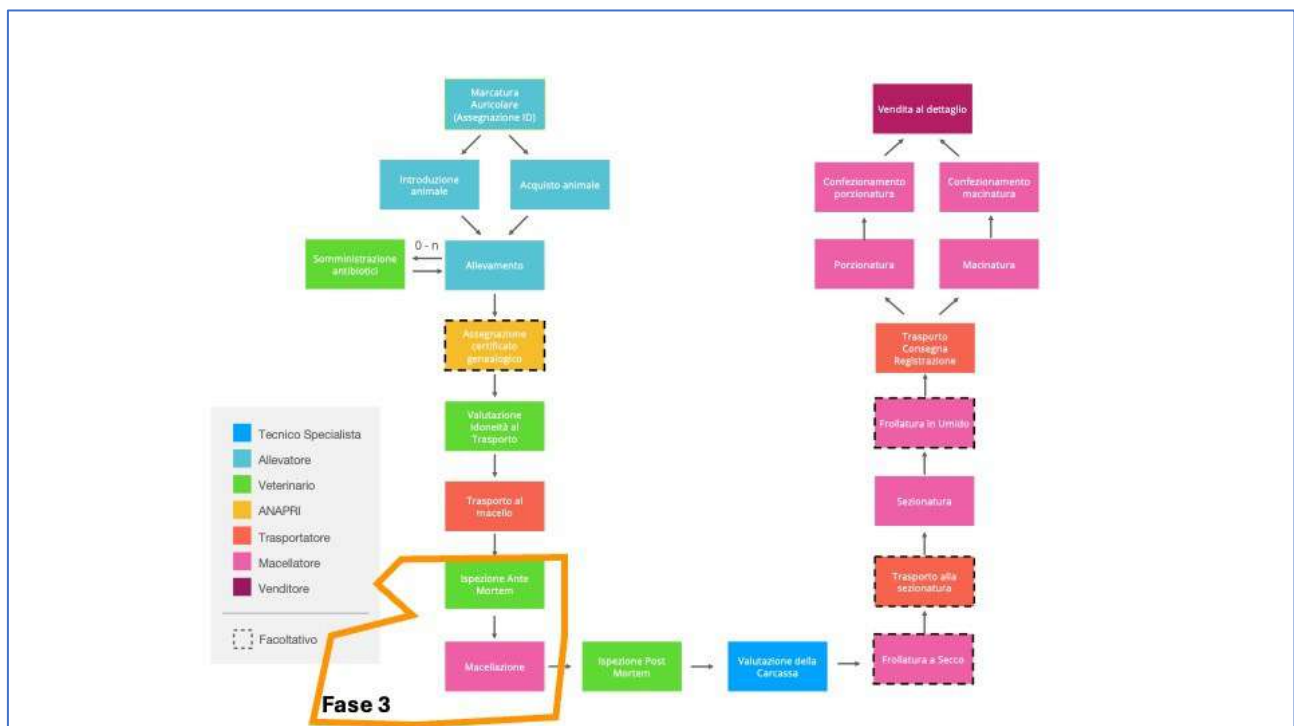 Marcatura
Auricolare
(Assegnazione ID)
Introduzione
animale
Acquisto animale
0 - n
Somministrazione
antibiotici
Allevamento
Assegnazione
certificato
genealogico
Valutazione
Idoneità al
Trasporto
Trasporto al
macello
Ispezione Ante
Mortem
Macellazione
Fase 3
Ispezione Post
Mortem
Valutazione della
Carcassa
Frollatura a Secco
Trasporto alla
sezionatura
Sezionatura
Frollatura in Umido
Trasporto
Consegna
Registrazione
Porzionatura
Macinatura
Confezionamento
porzionatura
Confezionamento
macinatura
Vendita al dettaglio
Tecnico Specialista
Allevatore
Veterinario
ANAPRI
Trasportatore
Macellatore
Venditore
Facoltativo